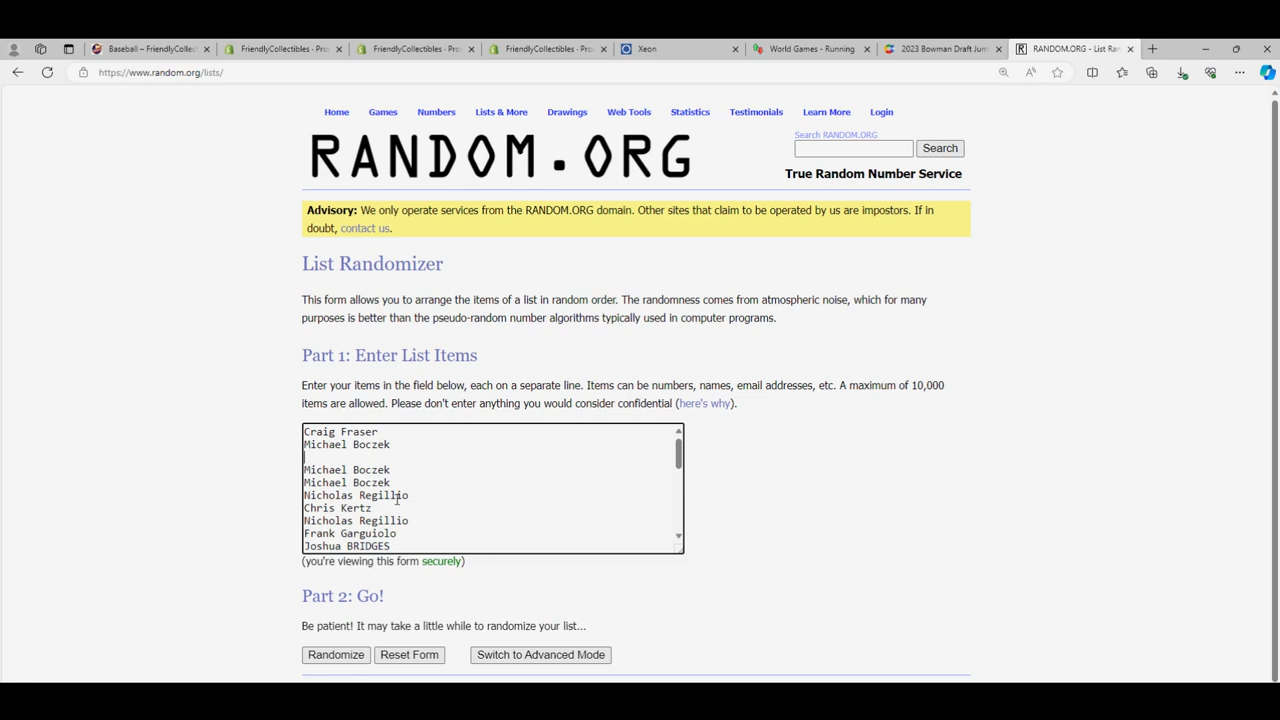 Baseball – FriendlyCollect
FriendlyCollectibles · Pro
FriendlyCollectibles · Pro
FriendlyCollectibles · Pro
Xeon
World Games - Running
2023 Bowman Draft Jum
RANDOM.ORG - List Ran
https://www.random.org/lists/
Home Games Numbers Lists & More Drawings Web Tools Statistics Testimonials Learn More Login
RANDOM.ORG
Search RANDOM.ORG
Search
True Random Number Service
Advisory: We only operate services from the RANDOM.ORG domain. Other sites that claim to be operated by us are impostors. If in
doubt, contact us.
List Randomizer
This form allows you to arrange the items of a list in random order. The randomness comes from atmospheric noise, which for many
purposes is better than the pseudo-random number algorithms typically used in computer programs.
Part 1: Enter List Items
Enter your items in the field below, each on a separate line. Items can be numbers, names, email addresses, etc. A maximum of 10,000
items are allowed. Please don't enter anything you would consider confidential (here's why).
Craig Fraser
Michael Boczek
Michael Boczek
Michael Boczek
Nicholas Regillio
Chris Kertz
Nicholas Regillio
Frank Garguiolo
Joshua BRIDGES
(you're viewing this form securely)
Part 2: Go!
Be patient! It may take a little while to randomize your list...
Randomize Reset Form Switch to Advanced Mode